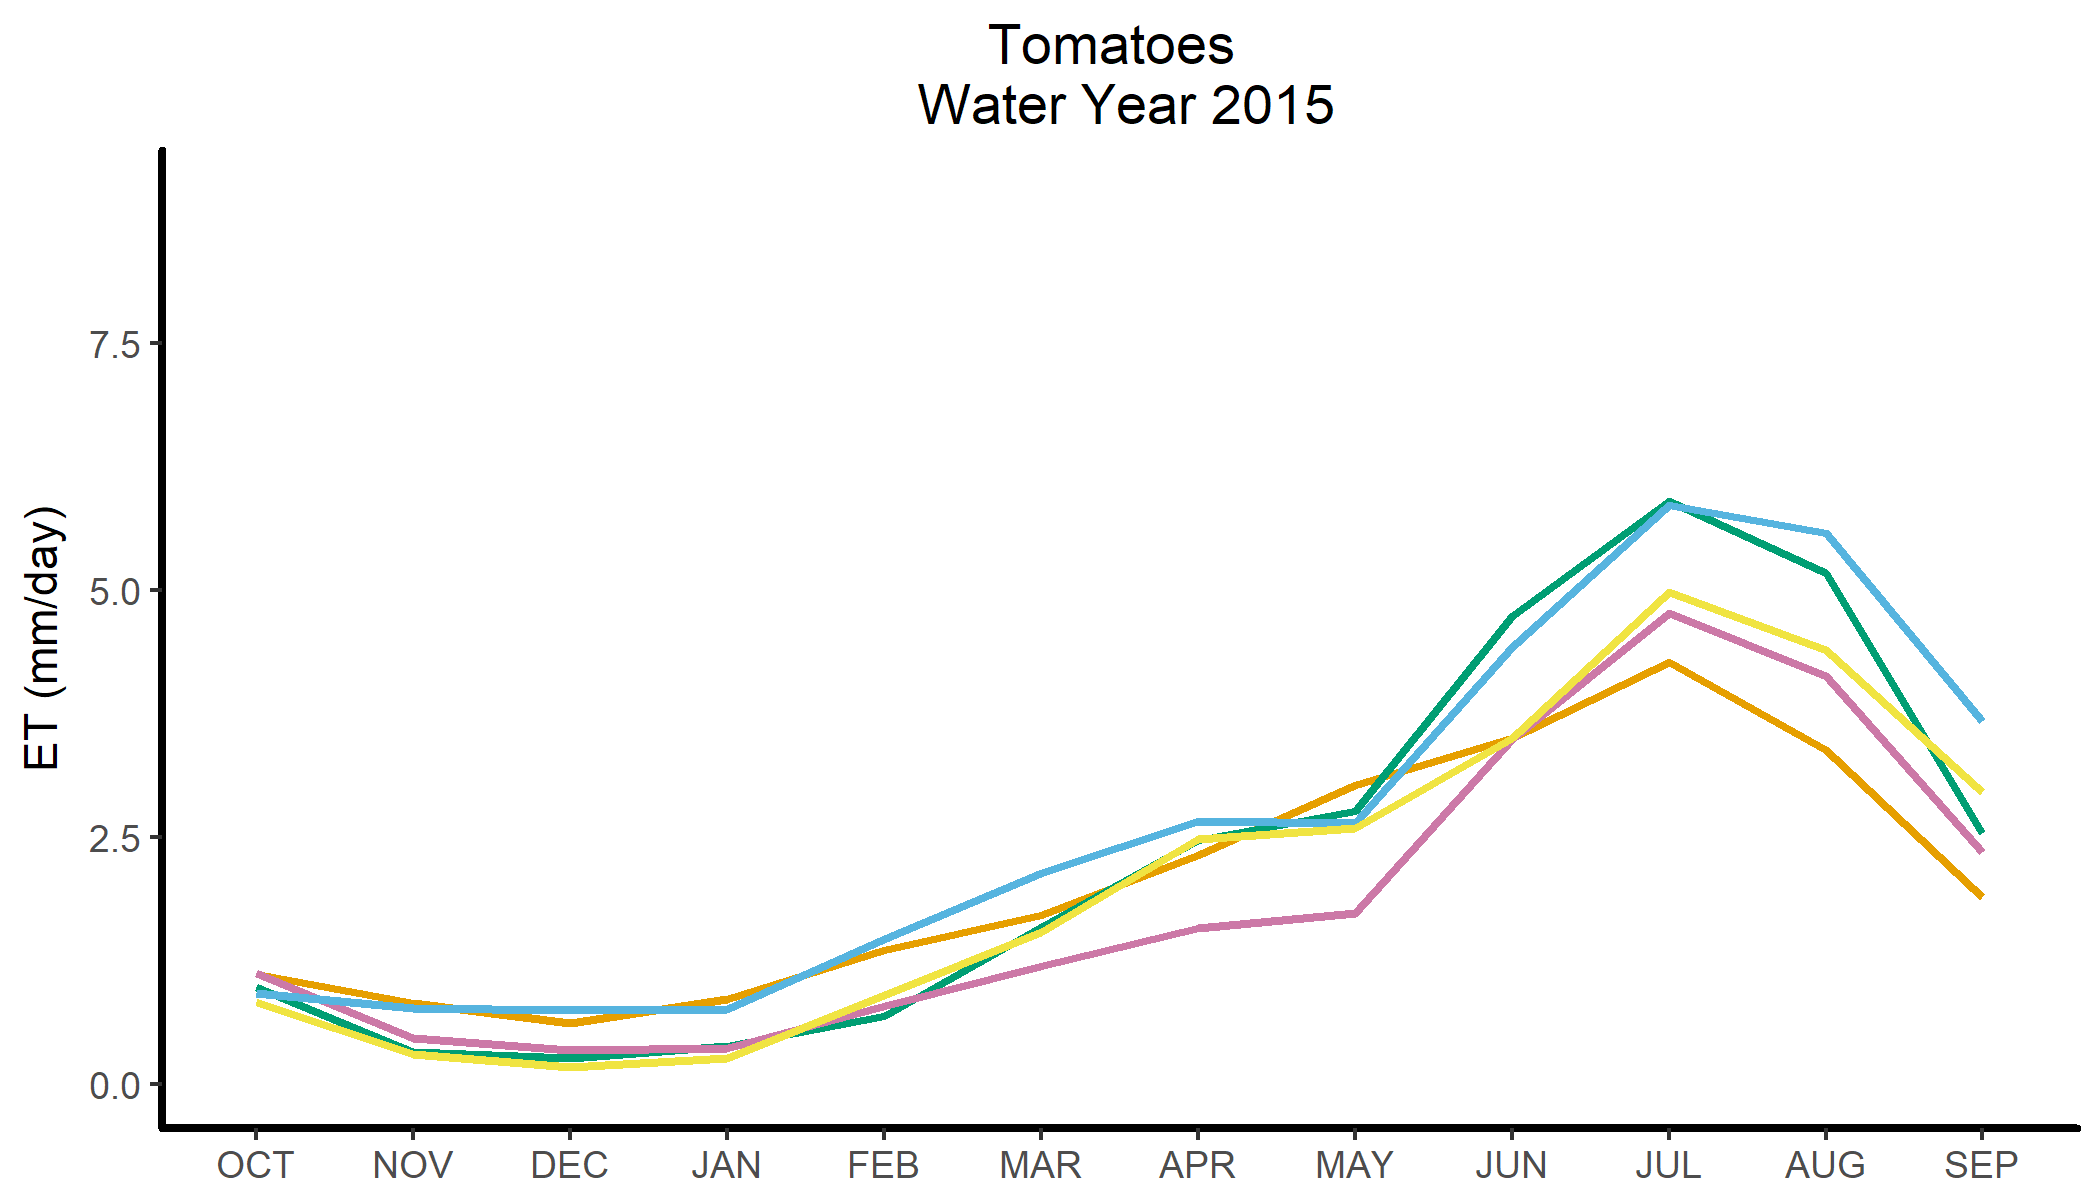 Tomatoes
Water Year 2015
ET (mm/day)
7.5
5.0
2.5
0.0
OCT NOV DEC JAN FEB MAR APR MAY JUN JUL AUG SEP